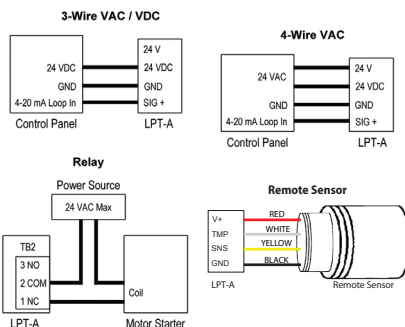 3-Wire VAC / VDC
24 VDC
GND
4-20 mA Loop In
Control Panel
24 V
24 VDC
GND
SIG +
LPT-A
4-Wire VAC
24 VAC
GND
4-20 mA Loop In
Control Panel
24 V
24 VDC
GND
SIG +
LPT-A
Relay
Power Source
24 VAC Max
TB2
3 NO
2 COM
1 NC
LPT-A
Coil
Motor Starter
Remote Sensor
V+
TMP
SNS
GND
LPT-A
RED
WHITE
YELLOW
BLACK
Remote Sensor